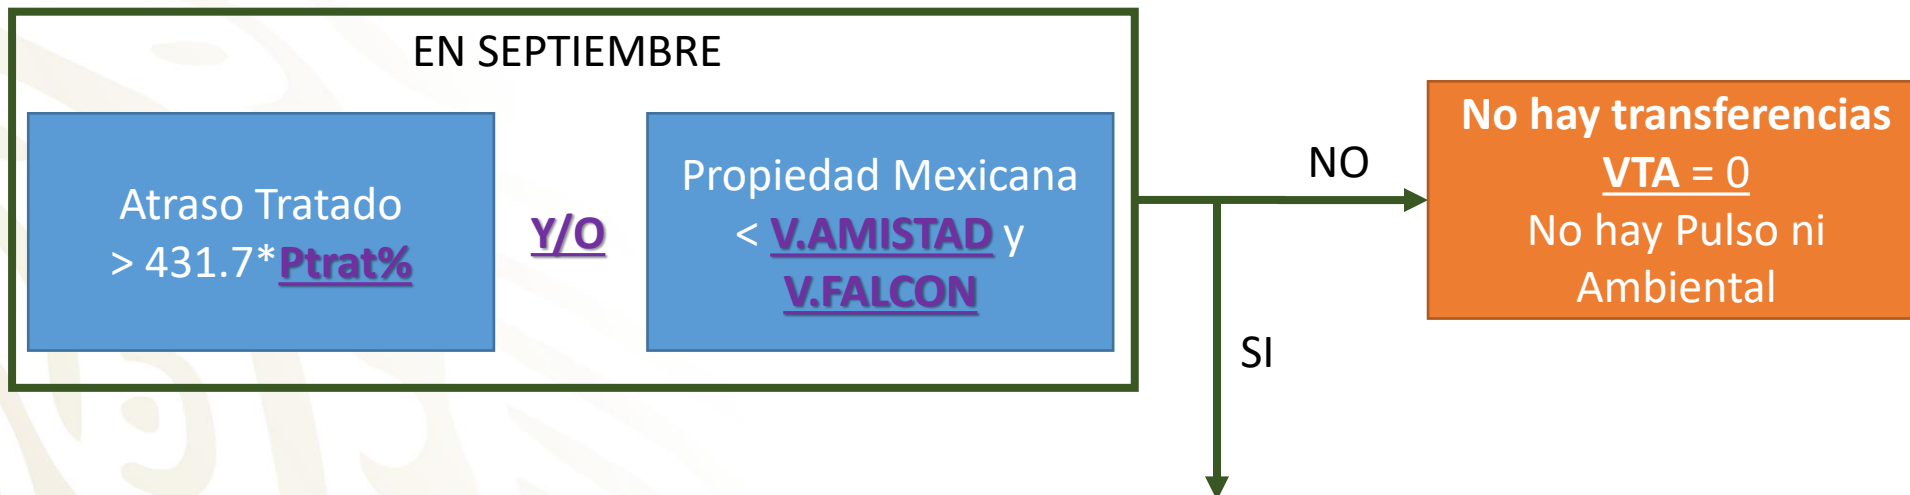 EN SEPTIEMBRE
Atraso Tratado
> 431.7*Ptrat%
Y/O
Propiedad Mexicana
< V.AMISTAD y
V.FALCON
NO
SI
No hay transferencias
VTA = 0
No hay Pulso ni
Ambiental